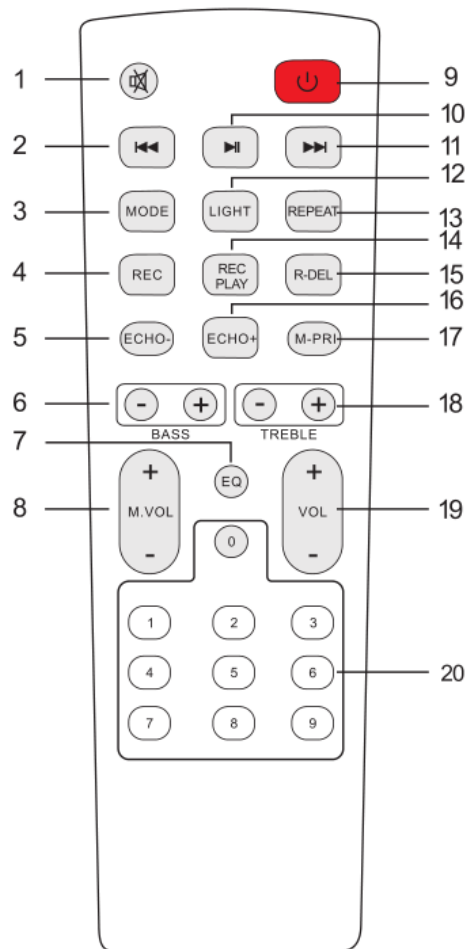 1
9
10
2
11
12
3 MODE LIGHT REPEAT 13
14
4 REC REC PLAY R-DEL 15
16
5 ECHO- ECHO+ M-PRI 17
6 - + - + 18
BASS TREBLE
7
+ EQ +
8 M.VOL VOL 19
- 0 -
1 2 3
4 5 6 20
7 8 9